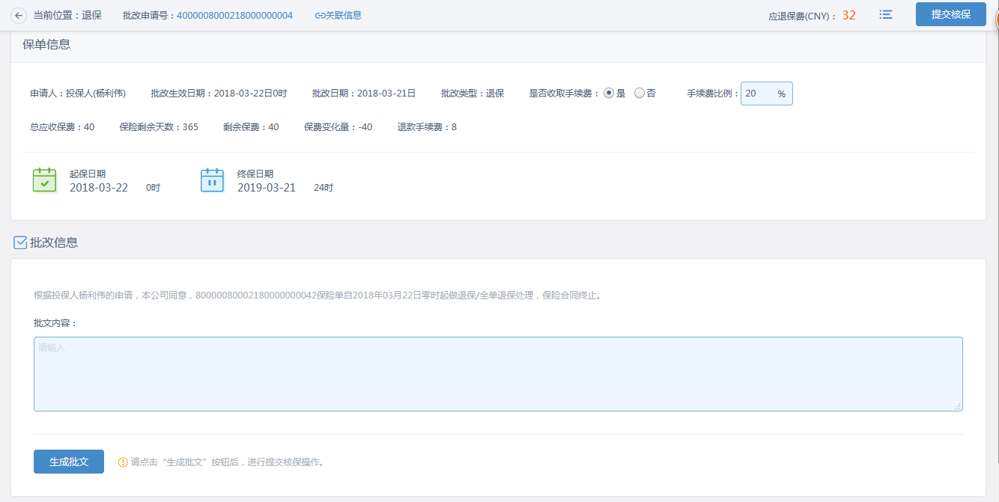 当前位置：退保 批改申请号：4000008000218000000004 关联信息 应退保费(CNY)： 32 提交核保
保单信息
申请人：投保人(杨利伟) 批改生效日期：2018-03-22日0时 批改日期：2018-03-21日 批改类型：退保 是否收取手续费： 是 否 手续费比例： 20 %
总应收保费：40 保险剩余天数：365 剩余保费：40 保费变化量：-40 退款手续费：8
起保日期 终保日期
2018-03-22 0时 2019-03-21 24时
批改信息
根据投保人杨利伟的申请，本公司同意，80000080002180000000042保险单自2018年03月22日零时起做退保/全单退保处理，保险合同终止。
批文内容：
请输入
生成批文 请点击“生成批文”按钮后，进行提交核保操作。